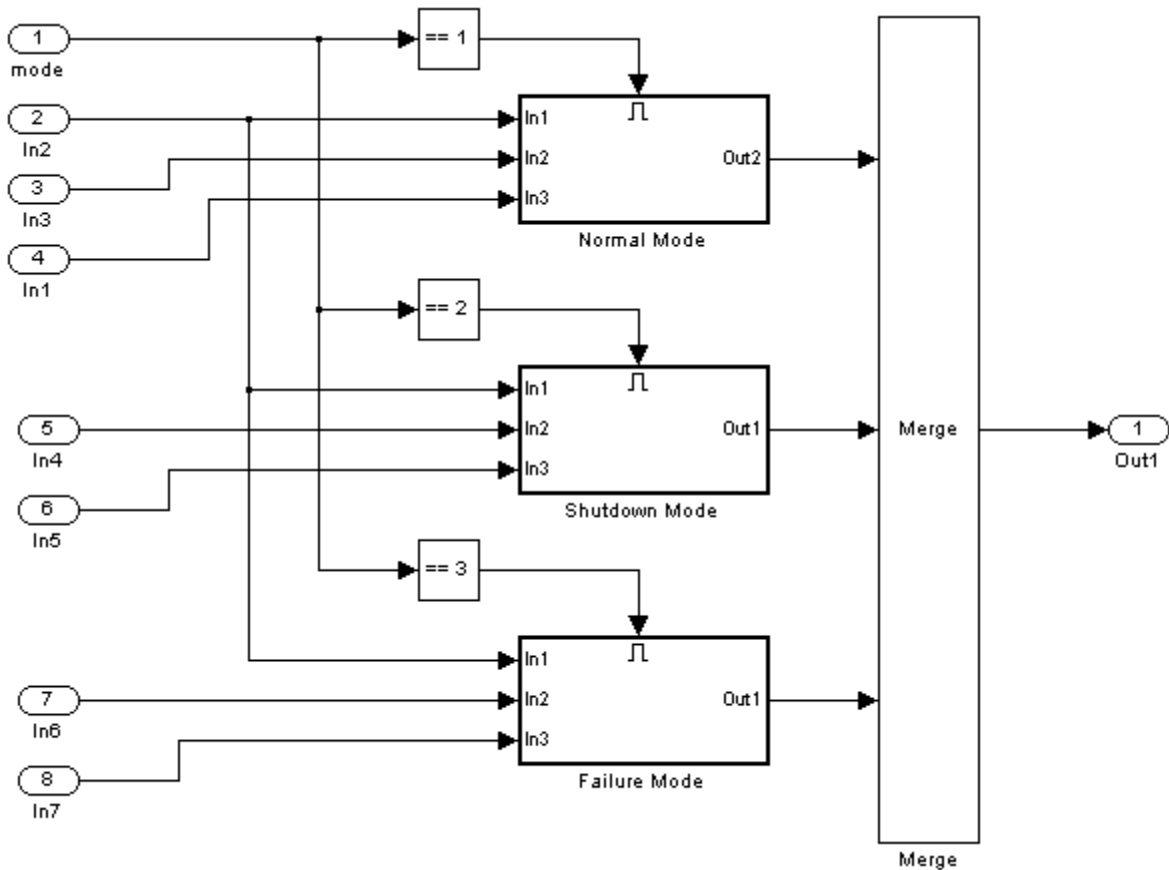 1
mode
== 1
2
In2
3
In3
4
In1
In1
In2
In3
Out2
Normal Mode
== 2
5
In4
6
In5
In1
In2
In3
Out1
Shutdown Mode
== 3
7
In6
8
In7
In1
In2
In3
Out1
Failure Mode
Merge
Merge
1
Out1